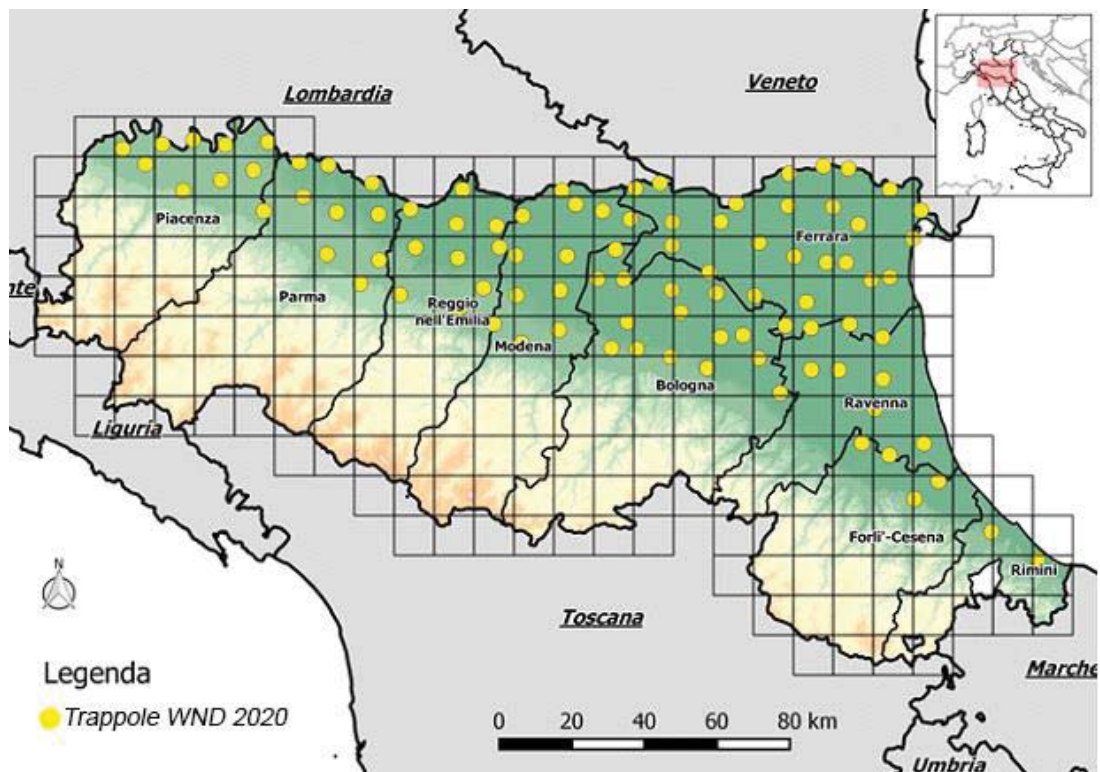 Lombardia
Veneto
Piacenza
Ferrara
nte
Parma
Reggio
nell'Emilia
Modena
Bologna
Ravenna
Liguria
Forli'-Cesena
Rimini
N
Toscana
Marche
Legenda
Trappole WND 2020
0 20 40 60 80 km
Umbria